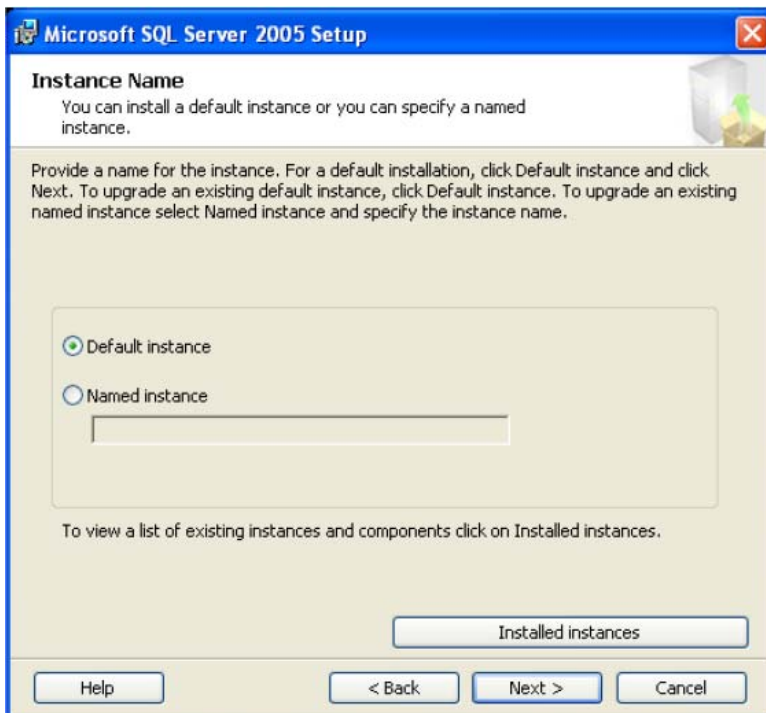 Microsoft SQL Server 2005 Setup
Instance Name
You can install a default instance or you can specify a named
instance.
Provide a name for the instance. For a default installation, click Default instance and click
Next. To upgrade an existing default instance, click Default instance. To upgrade an existing
named instance select Named instance and specify the instance name.
Default instance
Named instance
To view a list of existing instances and components click on Installed instances.
Installed instances
Help
< Back
Next >
Cancel